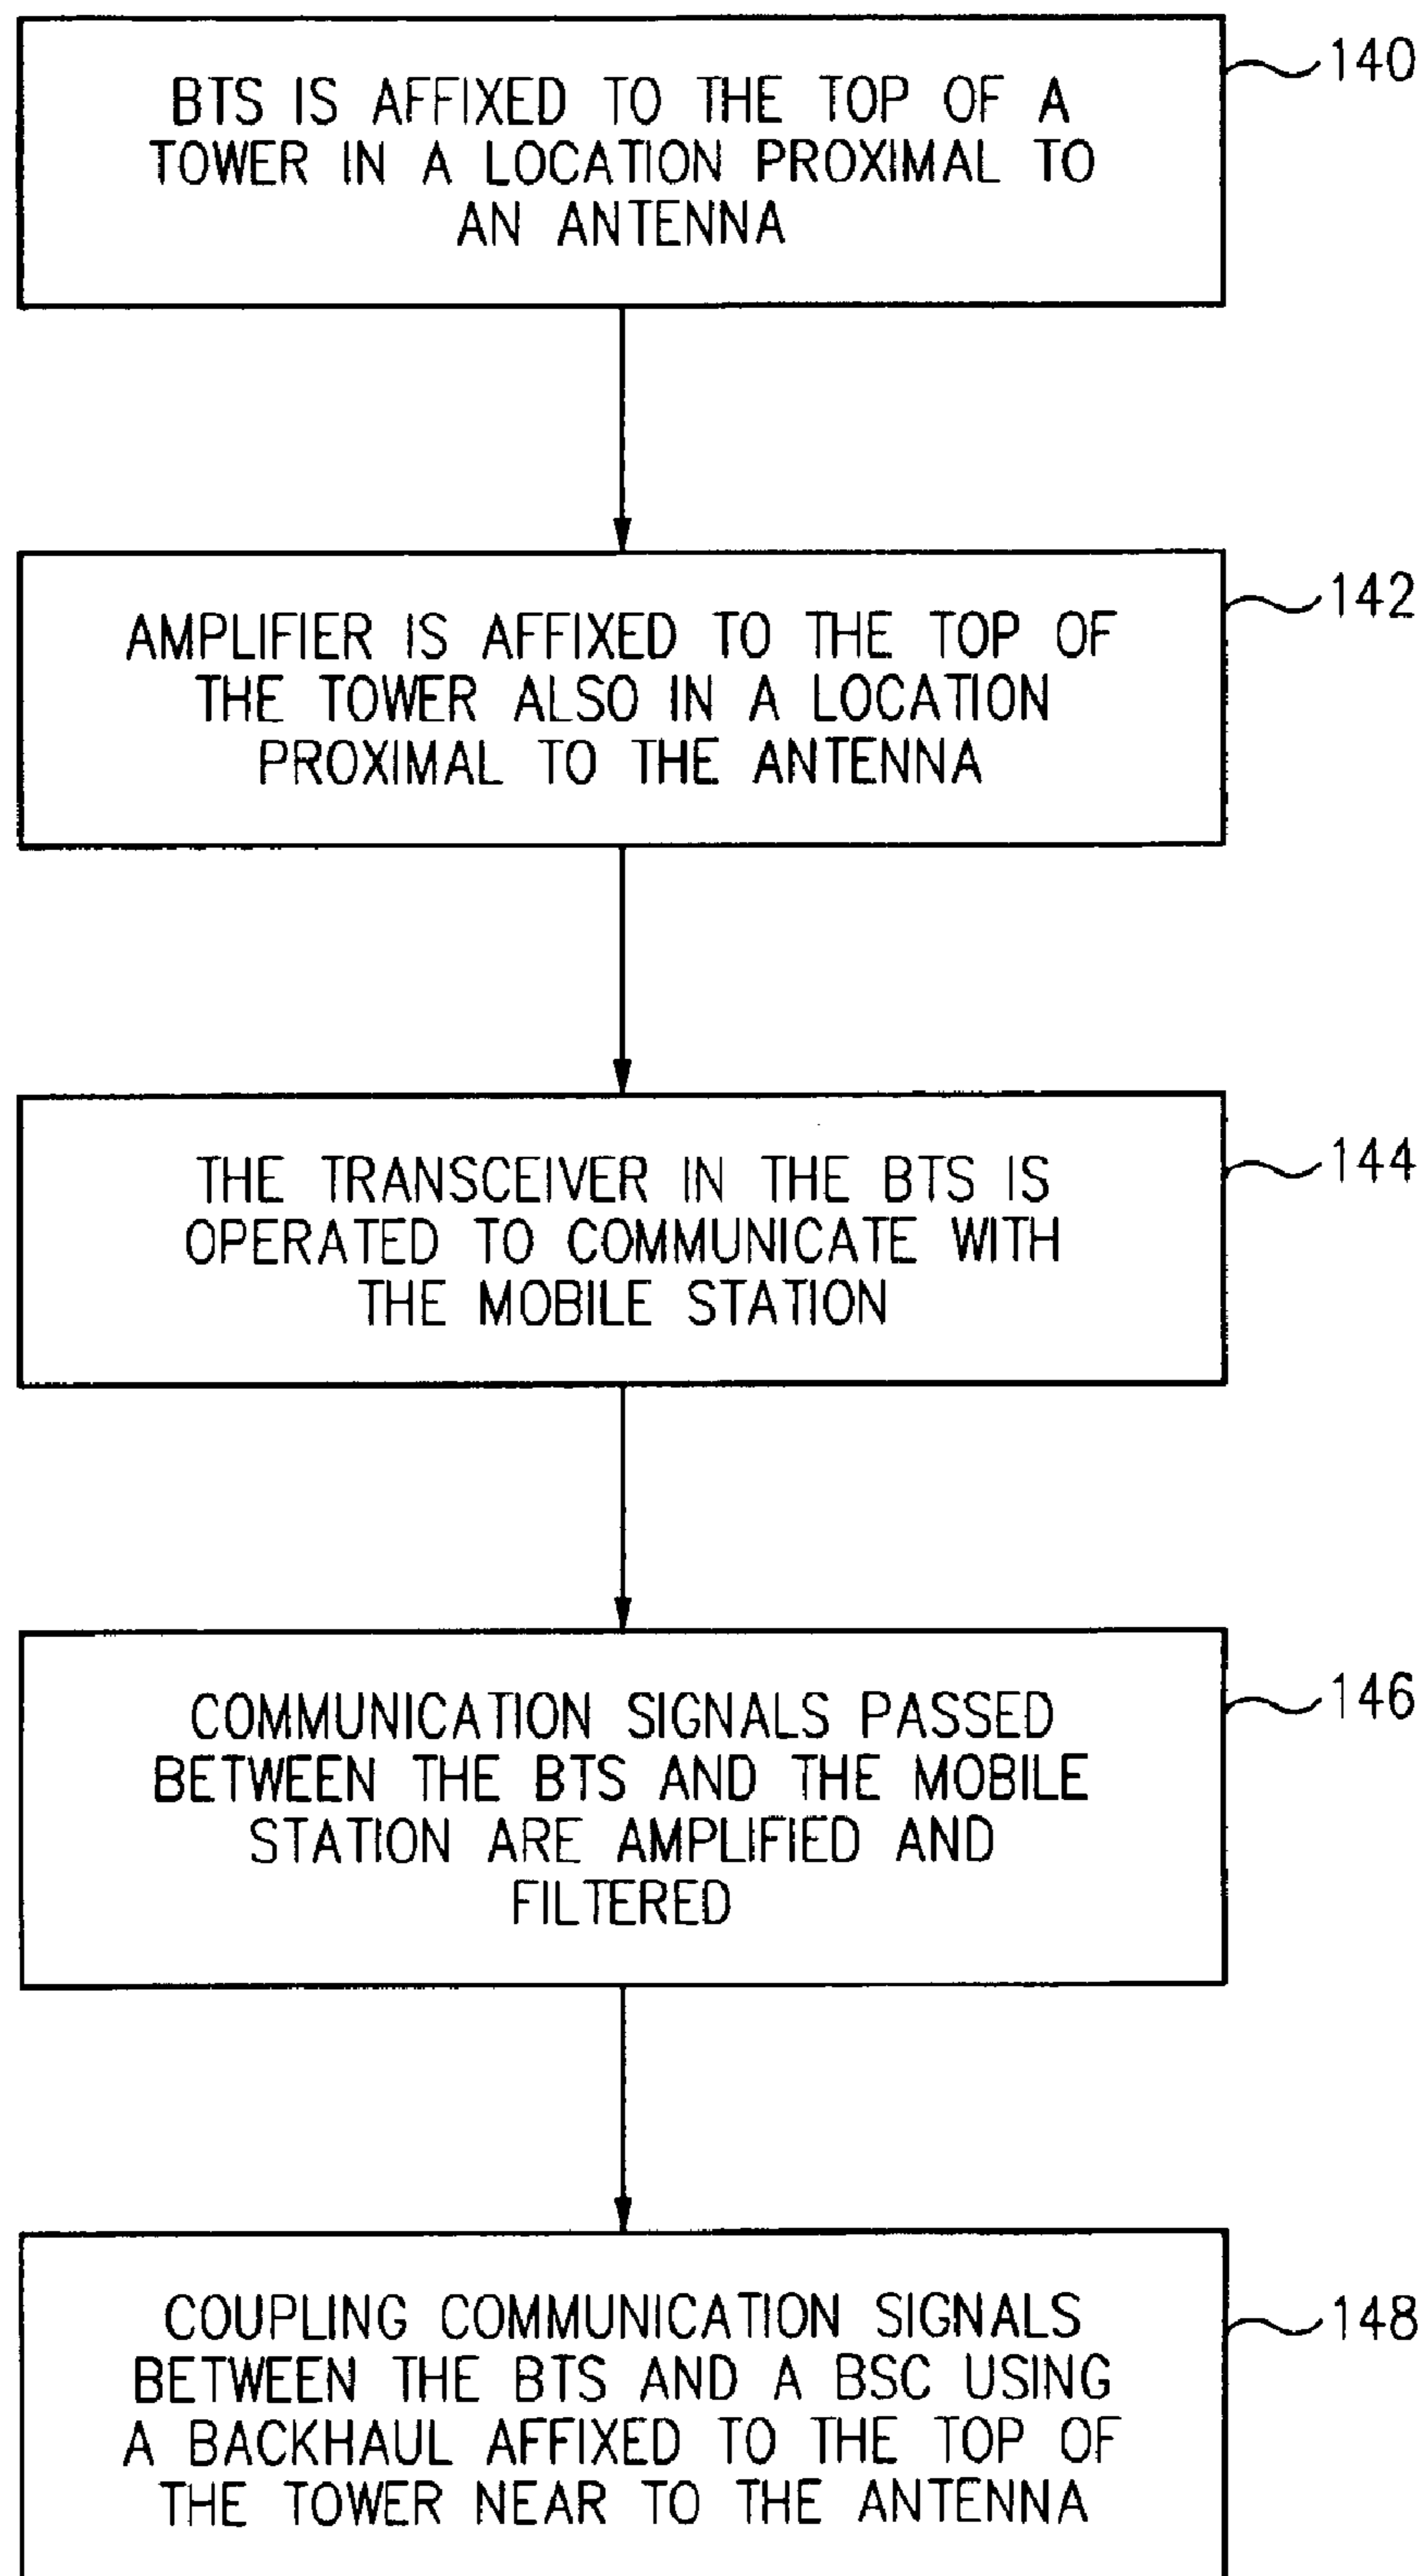 BTS IS AFFIXED TO THE TOP OF A
TOWER IN A LOCATION PROXIMAL TO
AN ANTENNA
140
AMPLIFIER IS AFFIXED TO THE TOP OF
THE TOWER ALSO IN A LOCATION
PROXIMAL TO THE ANTENNA
142
THE TRANSCEIVER IN THE BTS IS
OPERATED TO COMMUNICATE WITH
THE MOBILE STATION
144
COMMUNICATION SIGNALS PASSED
BETWEEN THE BTS AND THE MOBILE
STATION ARE AMPLIFIED AND
FILTERED
146
COUPLING COMMUNICATION SIGNALS
BETWEEN THE BTS AND A BSC USING
A BACKHAUL AFFIXED TO THE TOP OF
THE TOWER NEAR TO THE ANTENNA
148